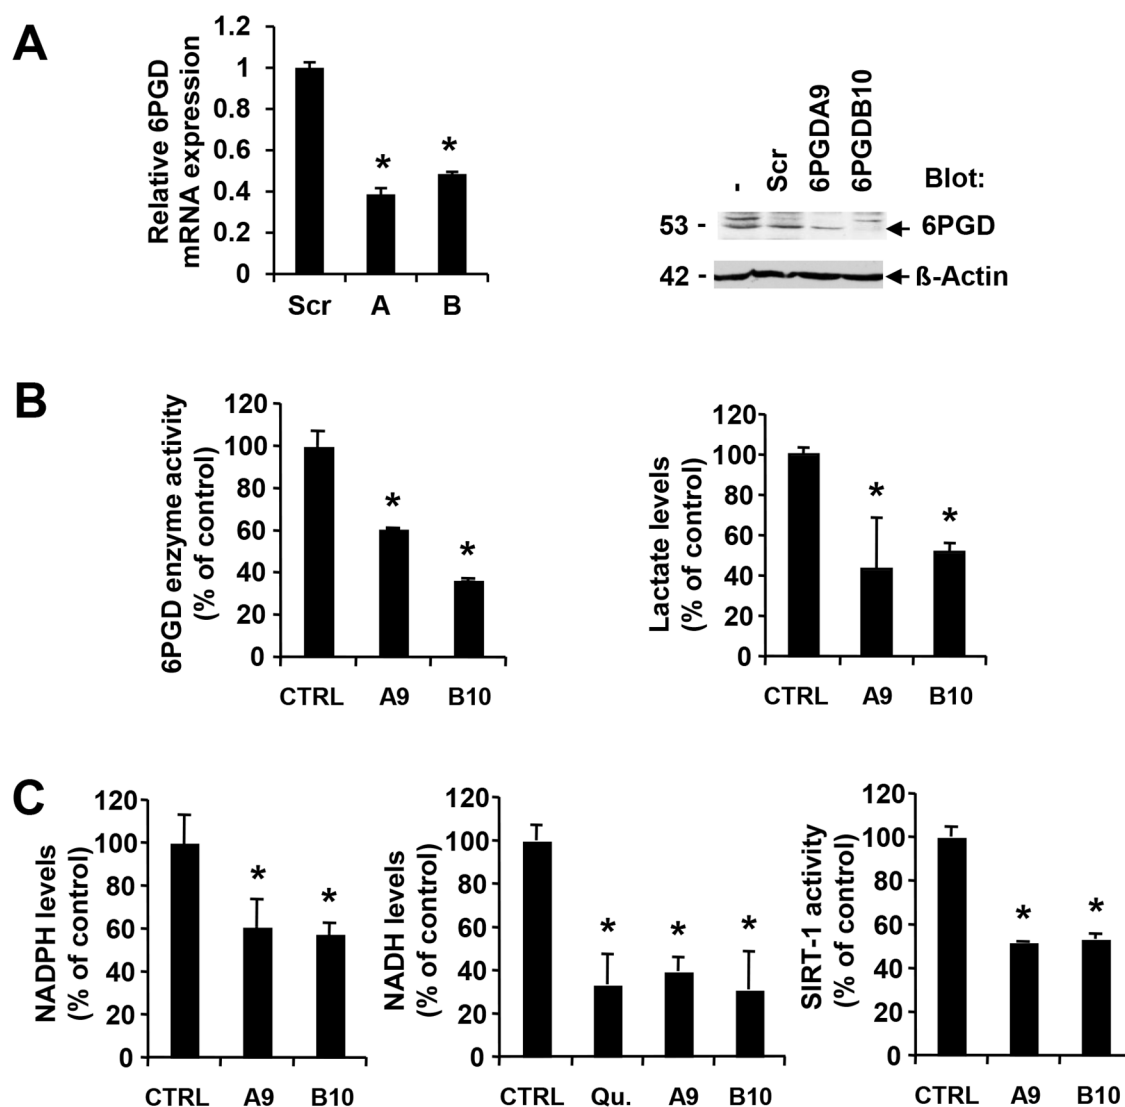 A
Relative 6PGD
mRNA expression
1.2
1
0.8
0.6
0.4
0.2
0
*
*
Scr
A
B
-
Scr
6PGDA9
6PGDB10
Blot:
53 -
6PGD
42 -
ß-Actin
B
6PGD enzyme activity
(% of control)
120
100
80
60
40
20
0
*
*
CTRL
A9
B10
Lactate levels
(% of control)
120
100
80
60
40
20
0
*
*
CTRL
A9
B10
C
NADPH levels
(% of control)
120
100
80
60
40
20
0
*
*
CTRL
A9
B10
NADH levels
(% of control)
120
100
80
60
40
20
0
*
*
*
CTRL
Qu.
A9
B10
SIRT-1 activity
(% of control)
120
100
80
60
40
20
0
*
*
CTRL
A9
B10